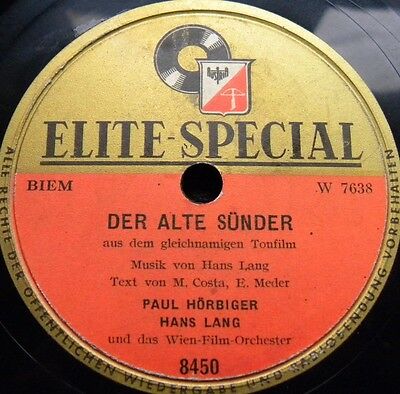 Austria
ELITE-SPECIAL
BIEM
W 7638
DER ALTE SÜNDER
aus dem gleichnamigen Tonfilm
Musik von Hans Lang
Text von M. Costa, E. Meder
PAUL HÖRBIGER
HANS LANG
und das Wien-Film-Orchester
8450
ALLE RECHTE DER ÖFFENTLICHEN WIEDERGABE UND RADIOSENDUNG VORBEHALTEN